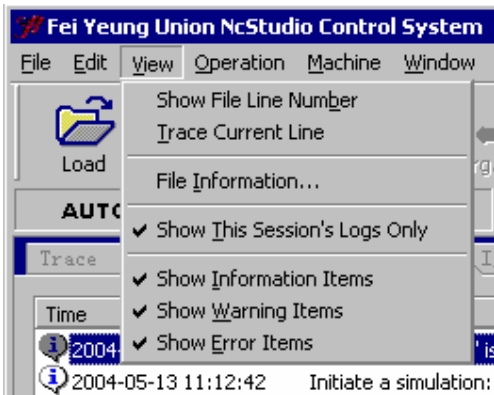 Fei Yeung Union NcStudio Control System
File Edit View Operation Machine Window
Show File Line Number
Trace Current Line
Load
File Information...
Show This Session's Logs Only
Trace
Show Information Items
Time
Show Warning Items
Show Error Items
2004-05-13 11:12:42 Initiate a simulation: